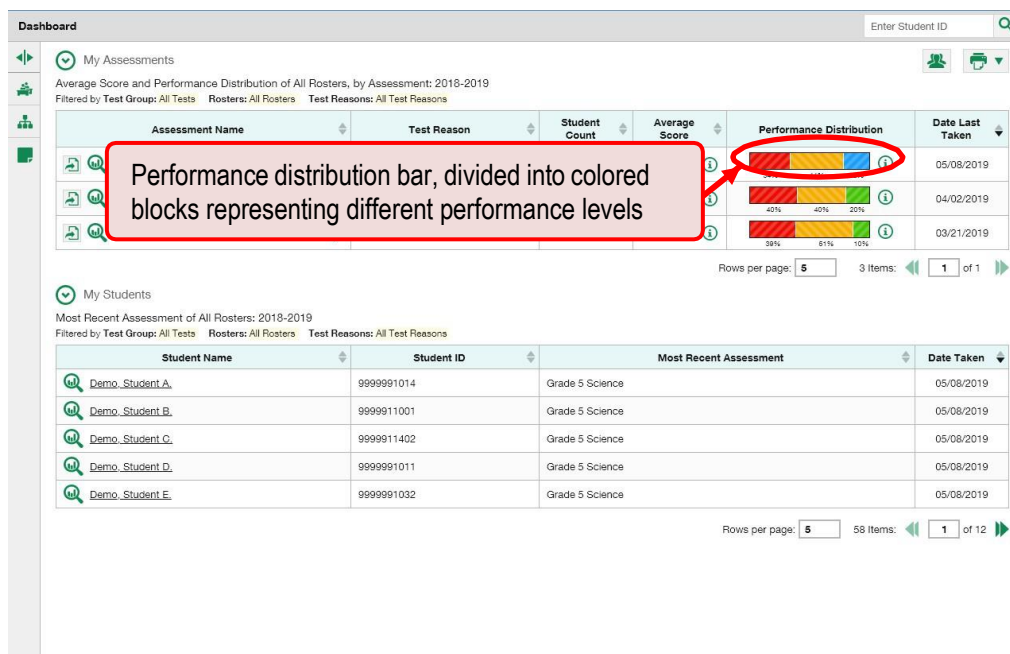 Dashboard
Enter Student ID
My Assessments
Average Score and Performance Distribution of All Rosters, by Assessment: 2018-2019
Filtered by Test Group: All Tests Rosters: All Rosters Test Reasons: All Test Reasons
Assessment Name Test Reason Student Count Average Score Performance Distribution Date Last Taken
05/08/2019
Performance distribution bar, divided into colored
blocks representing different performance levels
40% 40% 20% 04/02/2019
39% 51% 10% 03/21/2019
Rows per page: 5 3 Items: 1 of 1
My Students
Most Recent Assessment of All Rosters: 2018-2019
Filtered by Test Group: All Tests Rosters: All Rosters Test Reasons: All Test Reasons
Student Name Student ID Most Recent Assessment Date Taken
Demo, Student A. 9999991014 Grade 5 Science 05/08/2019
Demo, Student B. 9999911001 Grade 5 Science 05/08/2019
Demo, Student C. 9999911402 Grade 5 Science 05/08/2019
Demo, Student D. 9999991011 Grade 5 Science 05/08/2019
Demo, Student E. 9999991032 Grade 5 Science 05/08/2019
Rows per page: 5 58 Items: 1 of 12